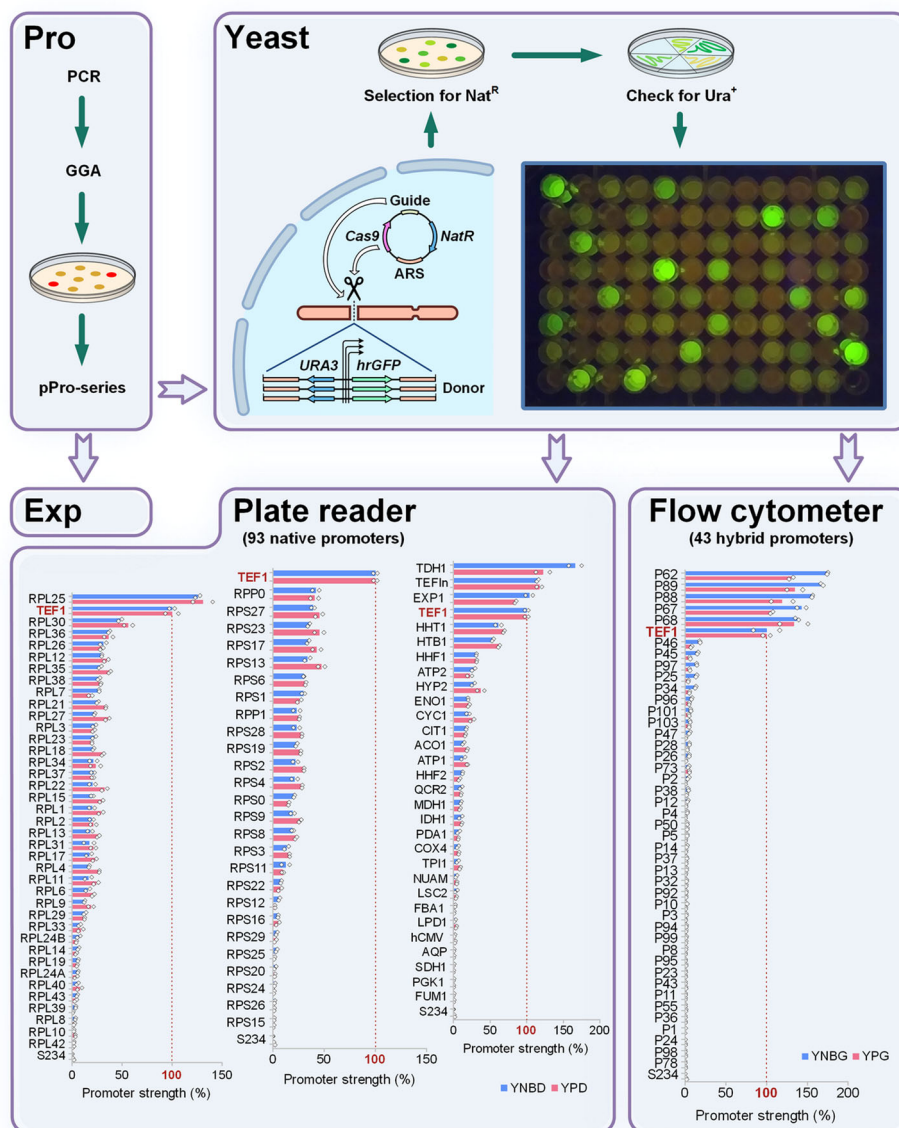 Pro
PCR
GGA
pPro-series
Yeast
Selection for NatR
Check for Ura+
Guide
Cas9
NatR
ARS
URA3
hrGFP
Donor
Exp
Plate reader
(93 native promoters)
Flow cytometer
(43 hybrid promoters)
RPL25
TEF1
RPL30
RPL36
RPL26
RPL12
RPL35
RPL38
RPL7
RPL21
RPL27
RPL3
RPL23
RPL18
RPL34
RPL37
RPL22
RPL15
RPL1
RPL2
RPL13
RPL31
RPL17
RPL4
RPL11
RPL6
RPL9
RPL29
RPL33
RPL24B
RPL14
RPL19
RPL24A
RPL40
RPL43
RPL39
RPL8
RPL10
RPL42
S234
0
50
100
150
Promoter strength (%)
TEF1
RPP0
RPS27
RPS23
RPS17
RPS13
RPS6
RPS1
RPP1
RPS28
RPS19
RPS2
RPS4
RPS0
RPS9
RPS8
RPS3
RPS11
RPS22
RPS12
RPS16
RPS29
RPS25
RPS20
RPS24
RPS26
RPS15
S234
0
50
100
150
Promoter strength (%)
TDH1
TEFIn
EXP1
TEF1
HHT1
HTB1
HHF1
ATP2
HYP2
ENO1
CYC1
CIT1
ACO1
ATP1
HHF2
QCR2
MDH1
IDH1
PDA1
COX4
TPI1
NUAM
LSC2
FBA1
LPD1
hCMV
AQP
SDH1
PGK1
FUM1
S234
0
50
100
150
200
Promoter strength (%)
YNBD
YPD
P62
P89
P88
P67
P68
TEF1
P46
P45
P97
P25
P34
P96
P101
P103
P47
P28
P26
P73
P2
P38
P12
P4
P50
P5
P14
P37
P13
P32
P92
P10
P3
P94
P99
P8
P95
P23
P43
P11
P55
P36
P1
P24
P98
P78
S234
YNBG
YPG
0
50
100
150
200
Promoter strength (%)